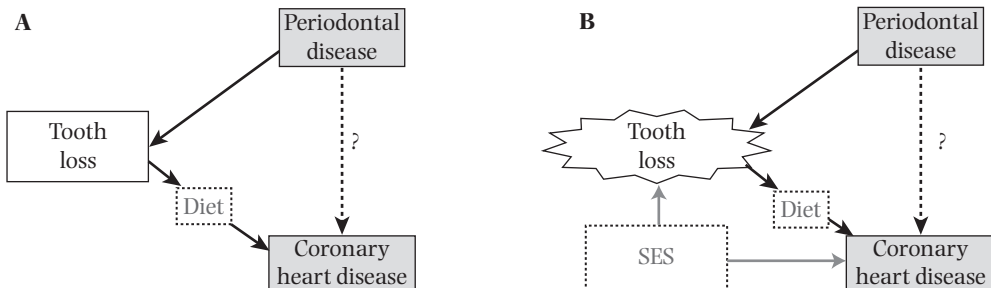 A
Periodontal
disease
Tooth
loss
?
Diet
Coronary
heart disease
B
Periodontal
disease
Tooth
loss
?
Diet
SES
Coronary
heart disease